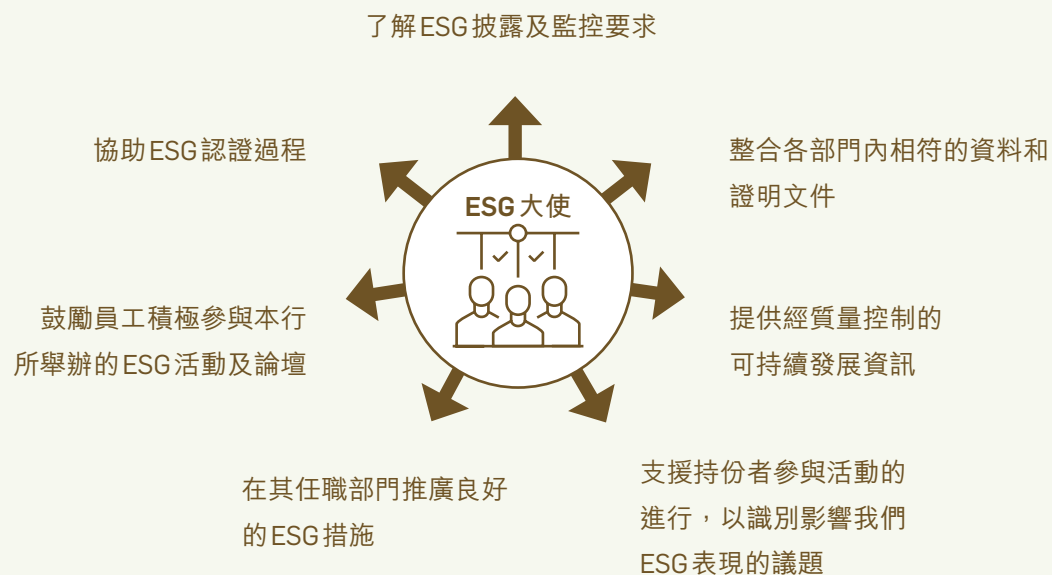 了解ESG披露及監控要求
協助ESG認證過程
整合各部門內相符的資料和
證明文件
ESG大使
鼓勵員工積極參與本行
所舉辦的ESG活動及論壇
提供經質量控制的
可持續發展資訊
在其任職部門推廣良好
的ESG措施
支援持份者參與活動的
進行，以識別影響我們
ESG表現的議題